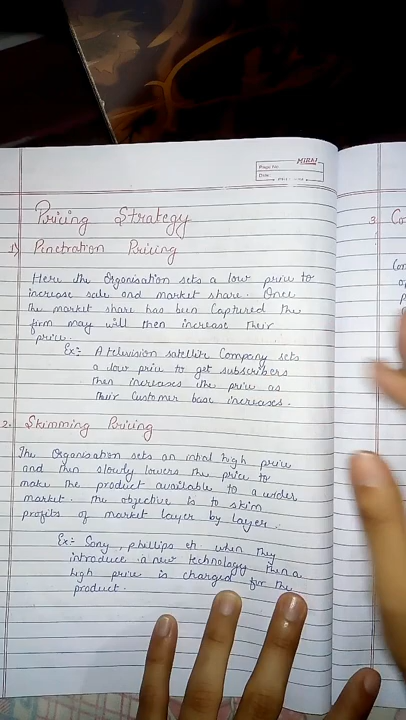 MIRAJ
Page No.
Date
Pricing Strategy
1) Penetration Pricing
Here the Organisation sets a low price to
increase sale and market share. Once
the market share has been Captured the
firm may will then increase Their
price.
Ex:- A television satellite Company sets
a low price to get subscribers
Then increases the price as
Their Customer base increases.
2. Skimming Pricing
The Organisation sets an initial high price
and then slowly lowers the price to
make the product available to a wider
market. The objective is to skim
profits of market layer by layer.
Ex:- Sony, phillips etc. when they
introduce a new technology then a
high price is charged for the
product.
3. Co
Con